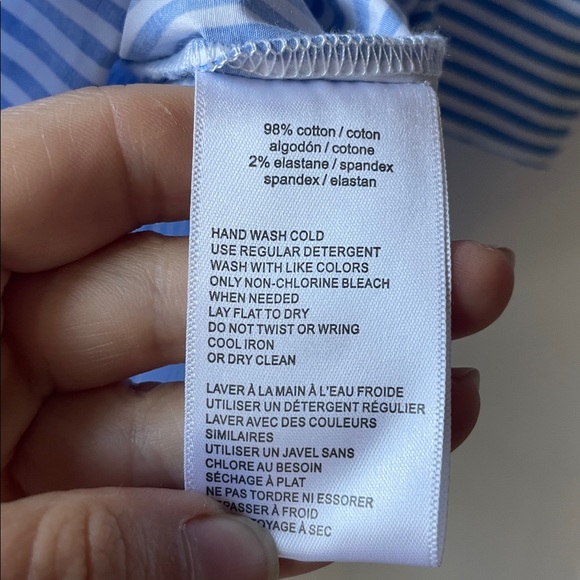 98% cotton / coton
algodón / cotone
2% elastane / spandex
spandex / elastan
HAND WASH COLD
USE REGULAR DETERGENT
WASH WITH LIKE COLORS
ONLY NON-CHLORINE BLEACH
WHEN NEEDED
LAY FLAT TO DRY
DO NOT TWIST OR WRING
COOL IRON
OR DRY CLEAN
LAVER À LA MAIN À L'EAU FROIDE
UTILISER UN DÉTERGENT RÉGULIER
LAVER AVEC DES COULEURS
SIMILAIRES
UTILISER UN JAVEL SANS
CHLORE AU BESOIN
SÉCHAGE À PLAT
NE PAS TORDRE NI ESSORER
À FROID
À SEC